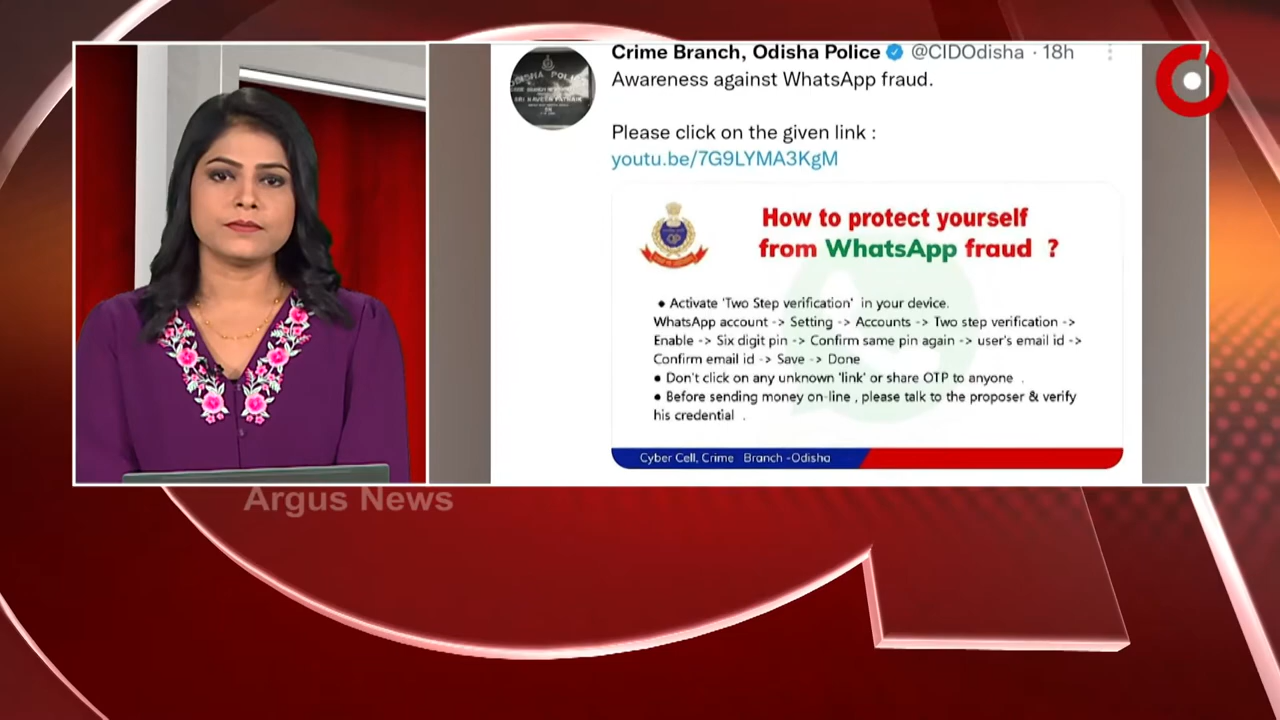 Crime Branch, Odisha Police @CIDOdisha · 18h
Awareness against WhatsApp fraud.
Please click on the given link :
youtu.be/7G9LYMA3KgM
How to protect yourself
from WhatsApp fraud ?
• Activate 'Two Step verification' in your device.
WhatsApp account -> Setting -> Accounts -> Two step verification ->
Enable -> Six digit pin -> Confirm same pin again -> user's email id ->
Confirm email id -> Save -> Done
• Don't click on any unknown 'link' or share OTP to anyone .
• Before sending money on-line , please talk to the proposer & verify
his credential .
Cyber Cell, Crime Branch -Odisha
Argus News